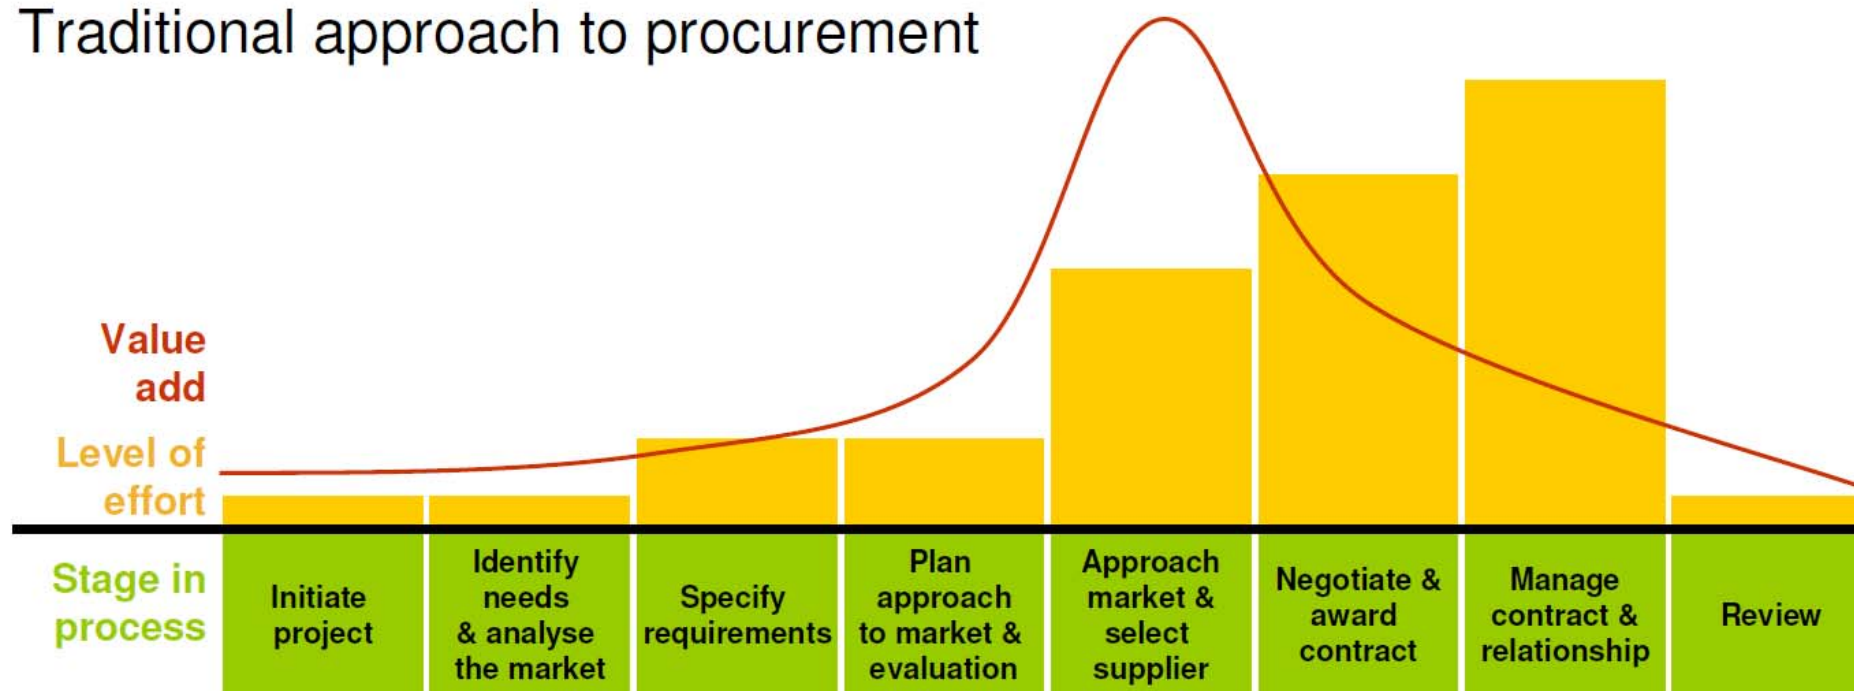 Traditional approach to procurement
Value
add
Level of
effort
Stage in
process
Initiate
project
Identify
needs
& analyse
the market
Specify
requirements
Plan
approach
to market &
evaluation
Approach
market &
select
supplier
Negotiate &
award
contract
Manage
contract &
relationship
Review